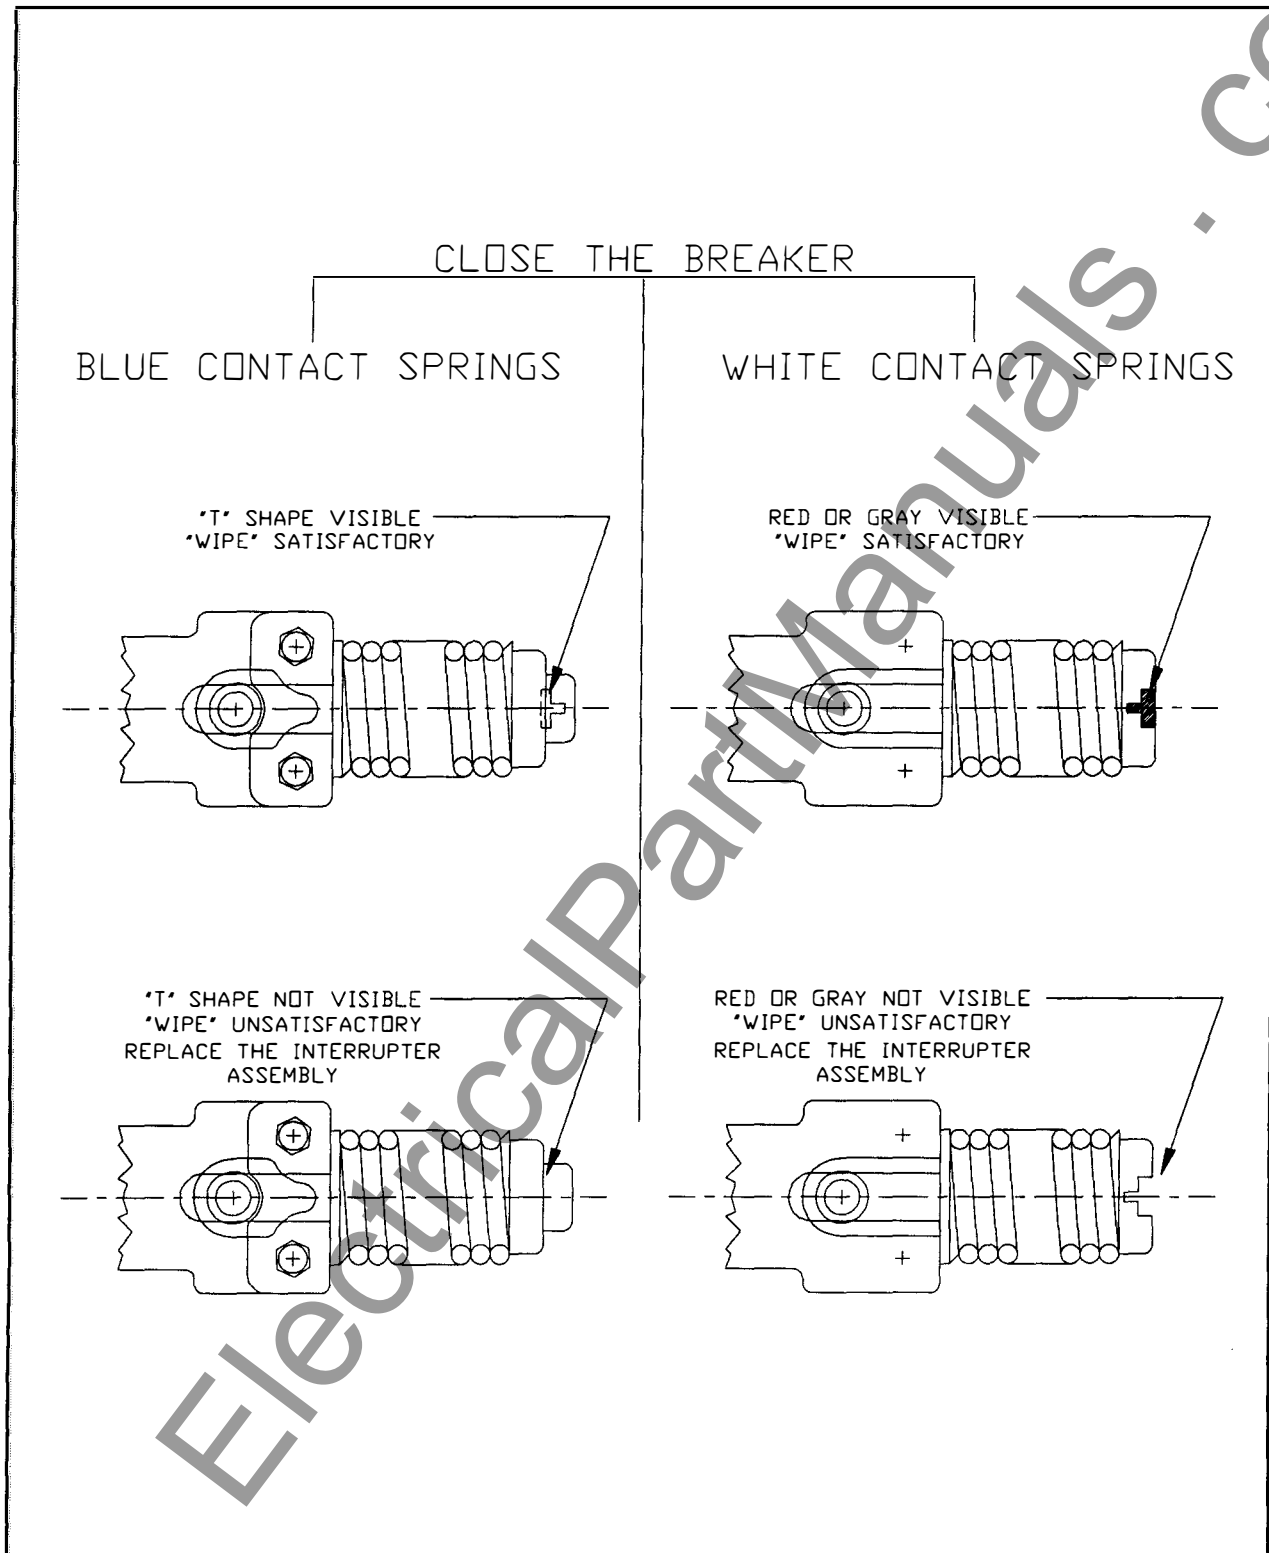 CLOSE THE BREAKER
BLUE CONTACT SPRINGS
WHITE CONTACT SPRINGS
"T" SHAPE VISIBLE
"WIPE" SATISFACTORY
RED OR GRAY VISIBLE
"WIPE" SATISFACTORY
"T" SHAPE NOT VISIBLE
"WIPE" UNSATISFACTORY
REPLACE THE INTERRUPTER
ASSEMBLY
RED OR GRAY NOT VISIBLE
"WIPE" UNSATISFACTORY
REPLACE THE INTERRUPTER
ASSEMBLY
ElectricalPartManuals . co